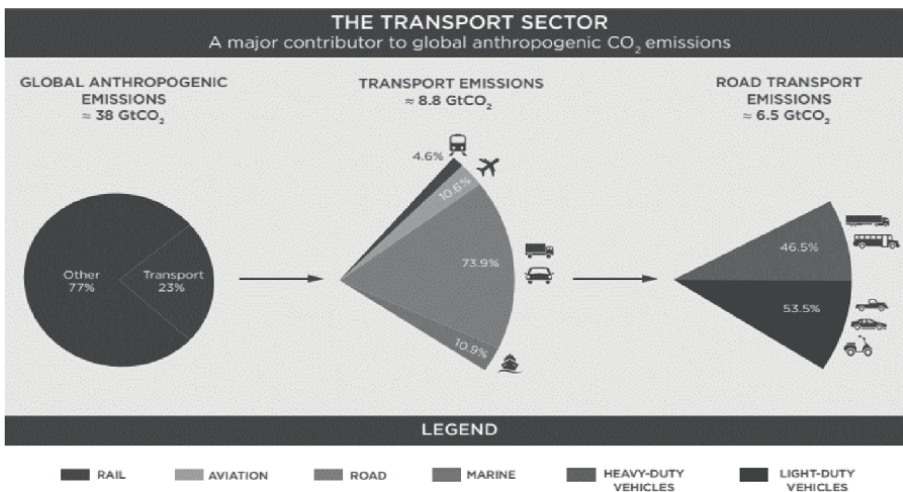 THE TRANSPORT SECTOR
A major contributor to global anthropogenic CO₂ emissions
GLOBAL ANTHROPOGENIC
EMISSIONS
≈ 38 GtCO₂
Other
77%
Transport
23%
TRANSPORT EMISSIONS
≈ 8.8 GtCO₂
4.6%
10.6%
73.9%
10.9%
ROAD TRANSPORT
EMISSIONS
≈ 6.5 GtCO₂
46.5%
53.5%
LEGEND
RAIL
AVIATION
ROAD
MARINE
HEAVY-DUTY
VEHICLES
LIGHT-DUTY
VEHICLES